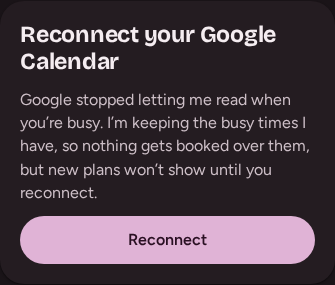 Reconnect your Google
Calendar
Google stopped letting me read when
you’re busy. I’m keeping the busy times I
have, so nothing gets booked over them,
but new plans won’t show until you
reconnect.
Reconnect